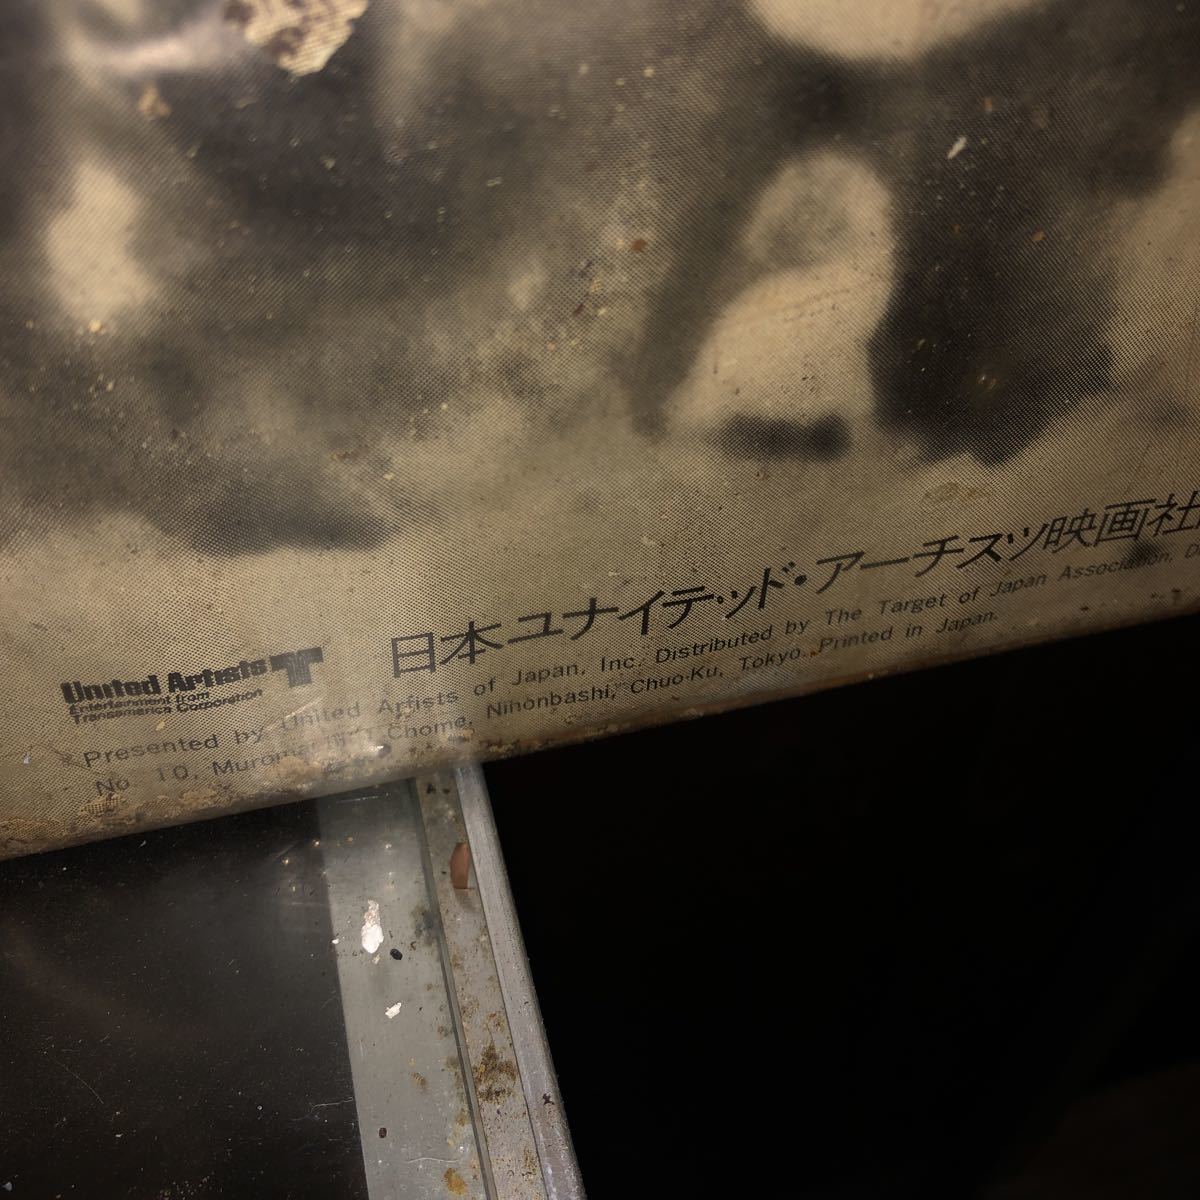 United Artists
Entertainment from
Transamerica Corporation
日本ユナイテッド・アーチスツ映画社
Presented by United Artists of Japan, Inc. Distributed by The Target of Japan Association,
No. 10, 1-Chome, Nihonbashi, Chuo-Ku, Tokyo. Printed in Japan.